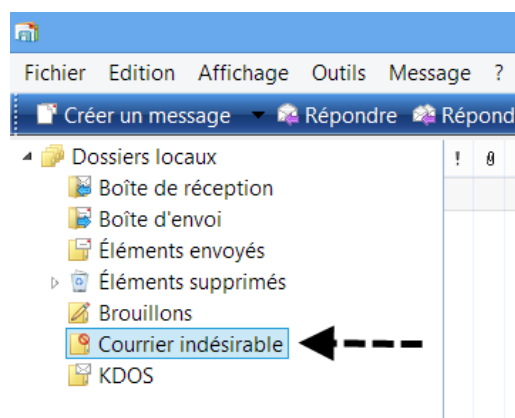 Fichier Edition Affichage Outils Message ?
Créer un message Répondre Répond
Dossiers locaux
!
Boîte de réception
Boîte d'envoi
Éléments envoyés
Éléments supprimés
Brouillons
Courrier indésirable
KDOS